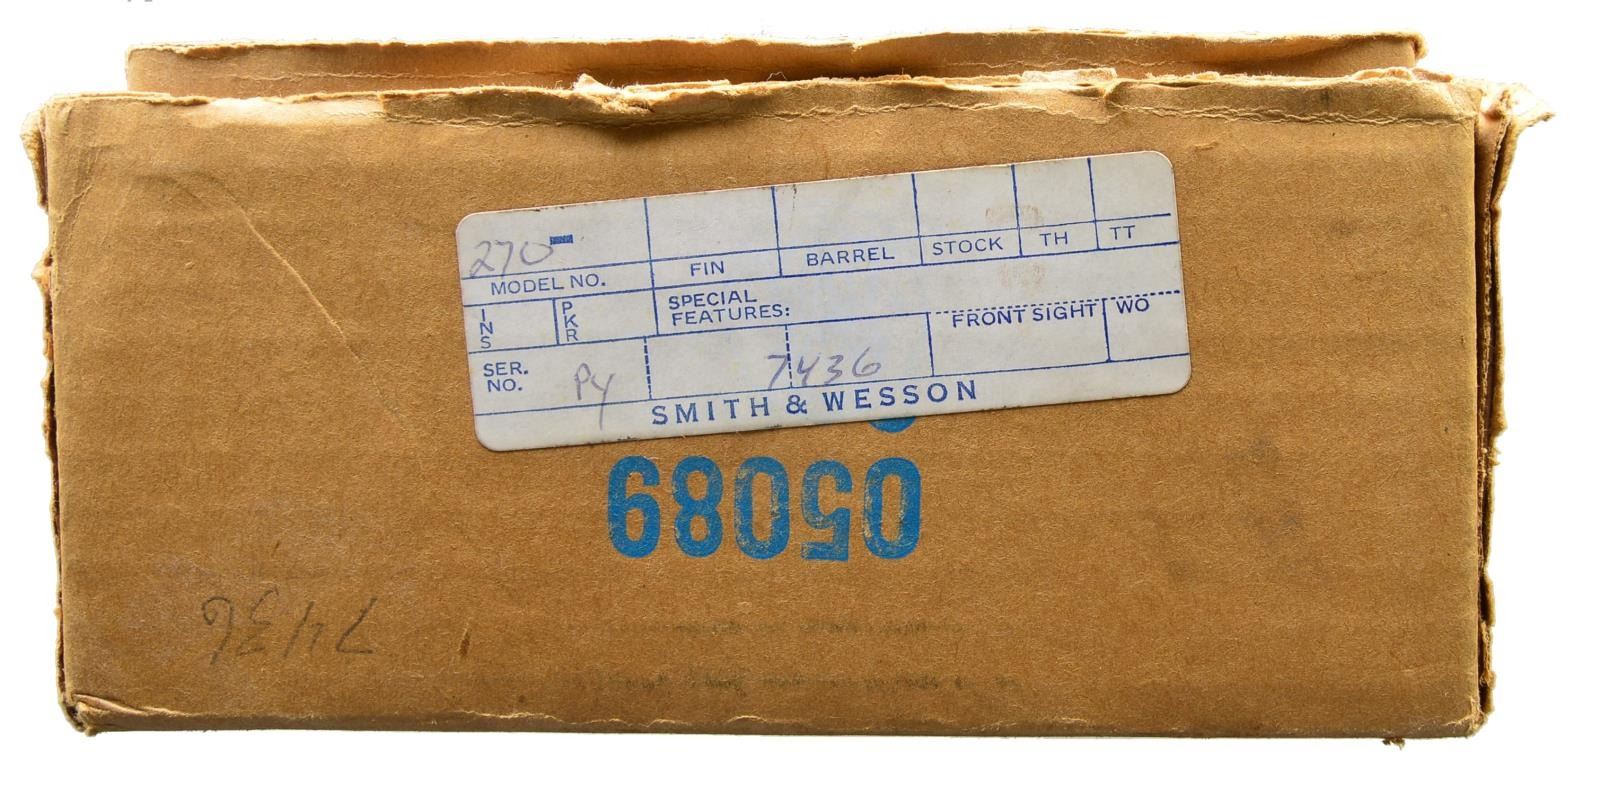 270-
MODEL NO. FIN BARREL STOCK TH TT
INS PKR SPECIAL
FEATURES:
FRONT SIGHT WO
SER.
NO. PY 7436
SMITH & WESSON
05089
7436